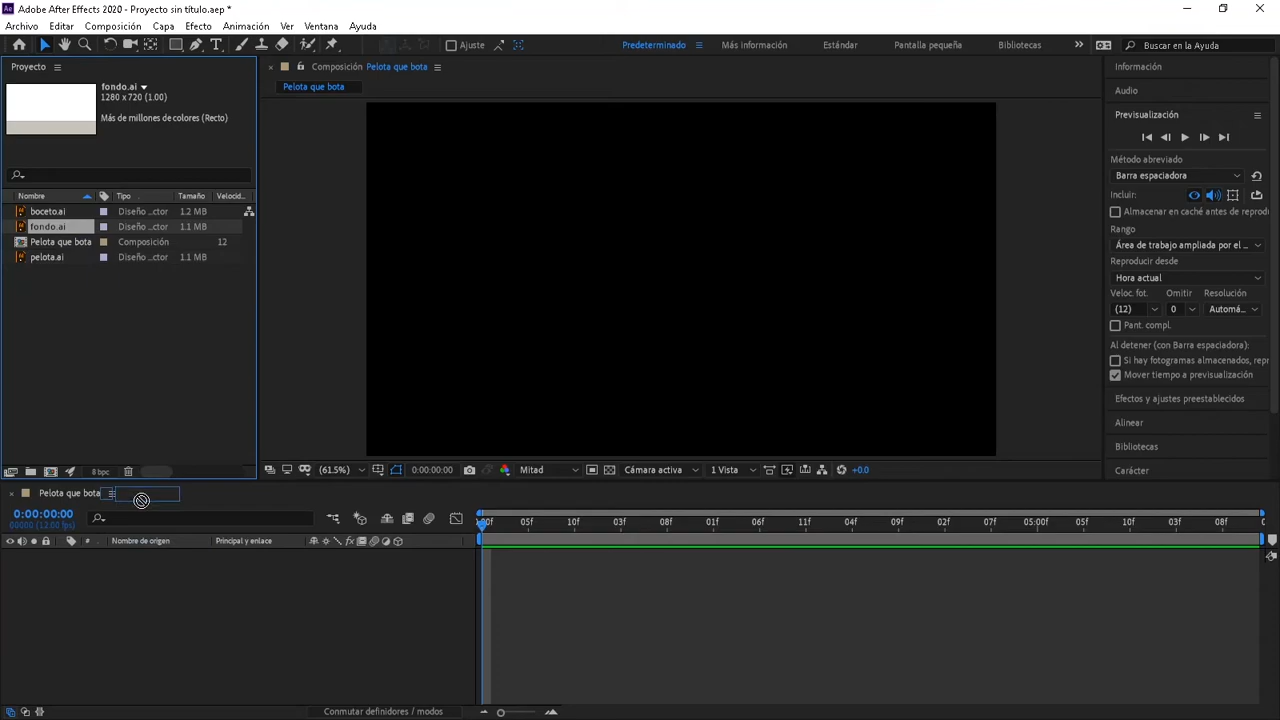 Adobe After Effects 2020 - Proyecto sin título.aep *
Archivo Editar Composición Capa Efecto Animación Ver Ventana Ayuda
Ajuste Predeterminado Más información Estándar Pantalla pequeña Bibliotecas Buscar en la Ayuda
Proyecto
fondo.ai
1280 x 720 (1.00)
Más de millones de colores (Recto)
Nombre Tipo Tamaño Velocid..
boceto.ai Diseño ...ctor 1.2 MB
fondo.ai Diseño ...ctor 1.1 MB
Pelota que bota Composición 12
pelota.ai Diseño ...ctor 1.1 MB
8 bpc
Composición Pelota que bota
Pelota que bota
(61.5%) 0:00:00:00 Mitad Cámara activa 1 Vista +0.0
Información
Audio
Previsualización
Método abreviado
Barra espaciadora
Incluir:
Almacenar en caché antes de reprod
Rango
Área de trabajo ampliada por el ...
Reproducir desde
Hora actual
Veloc. fot. Omitir Resolución
(12) 0 Automá...
Pant. compl.
Al detener (con Barra espaciadora):
Si hay fotogramas almacenados, repr
Mover tiempo a previsualización
Efectos y ajustes preestablecidos
Alinear
Bibliotecas
Carácter
Pelota que bota
0:00:00:00
00000 (12.00 fps)
# Nombre de origen Principal y enlace
05f 10f 03f 08f 01f 06f 11f 04f 09f 02f 07f 05:00f 05f 10f 03f 08f
Conmutar definidores / modos